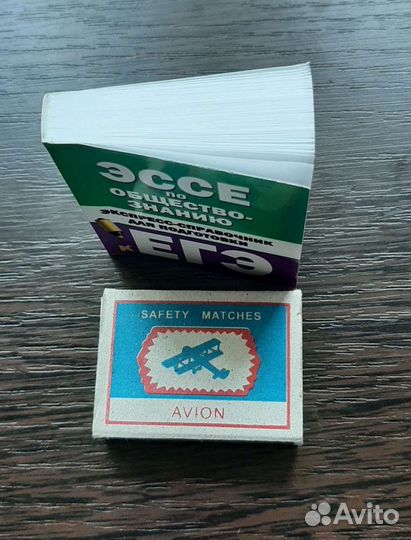 ЭССЕ
ПО
ОБЩЕСТВО-
ЗНАНИЮ
ЭКСПРЕСС-СПРАВОЧНИК
ДЛЯ ПОДГОТОВКИ
К ЕГЭ
SAFETY MATCHES
AVION
Avito